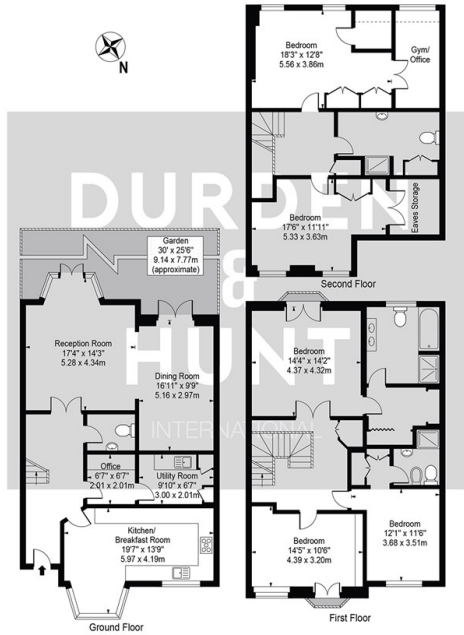 N
Bedroom
18'3" x 12'8"
5.56 x 3.86m
Gym/
Office
Bedroom
17'6" x 11'11"
5.33 x 3.63m
Eaves Storage
Second Floor
DURDEN
&
HUNT
INTERNATIONAL
Garden
30' x 25'6"
9.14 x 7.77m
(approximate)
Reception Room
17'4" x 14'3"
5.28 x 4.34m
Dining Room
16'11" x 9'9"
5.16 x 2.97m
Office
6'7" x 6'7"
2.01 x 2.01m
Utility Room
9'10" x 6'7"
3.00 x 2.01m
Kitchen/
Breakfast Room
19'7" x 13'9"
5.97 x 4.19m
Ground Floor
Bedroom
14'4" x 14'2"
4.37 x 4.32m
Bedroom
14'5" x 10'6"
4.39 x 3.20m
Bedroom
12'1" x 11'6"
3.68 x 3.51m
First Floor